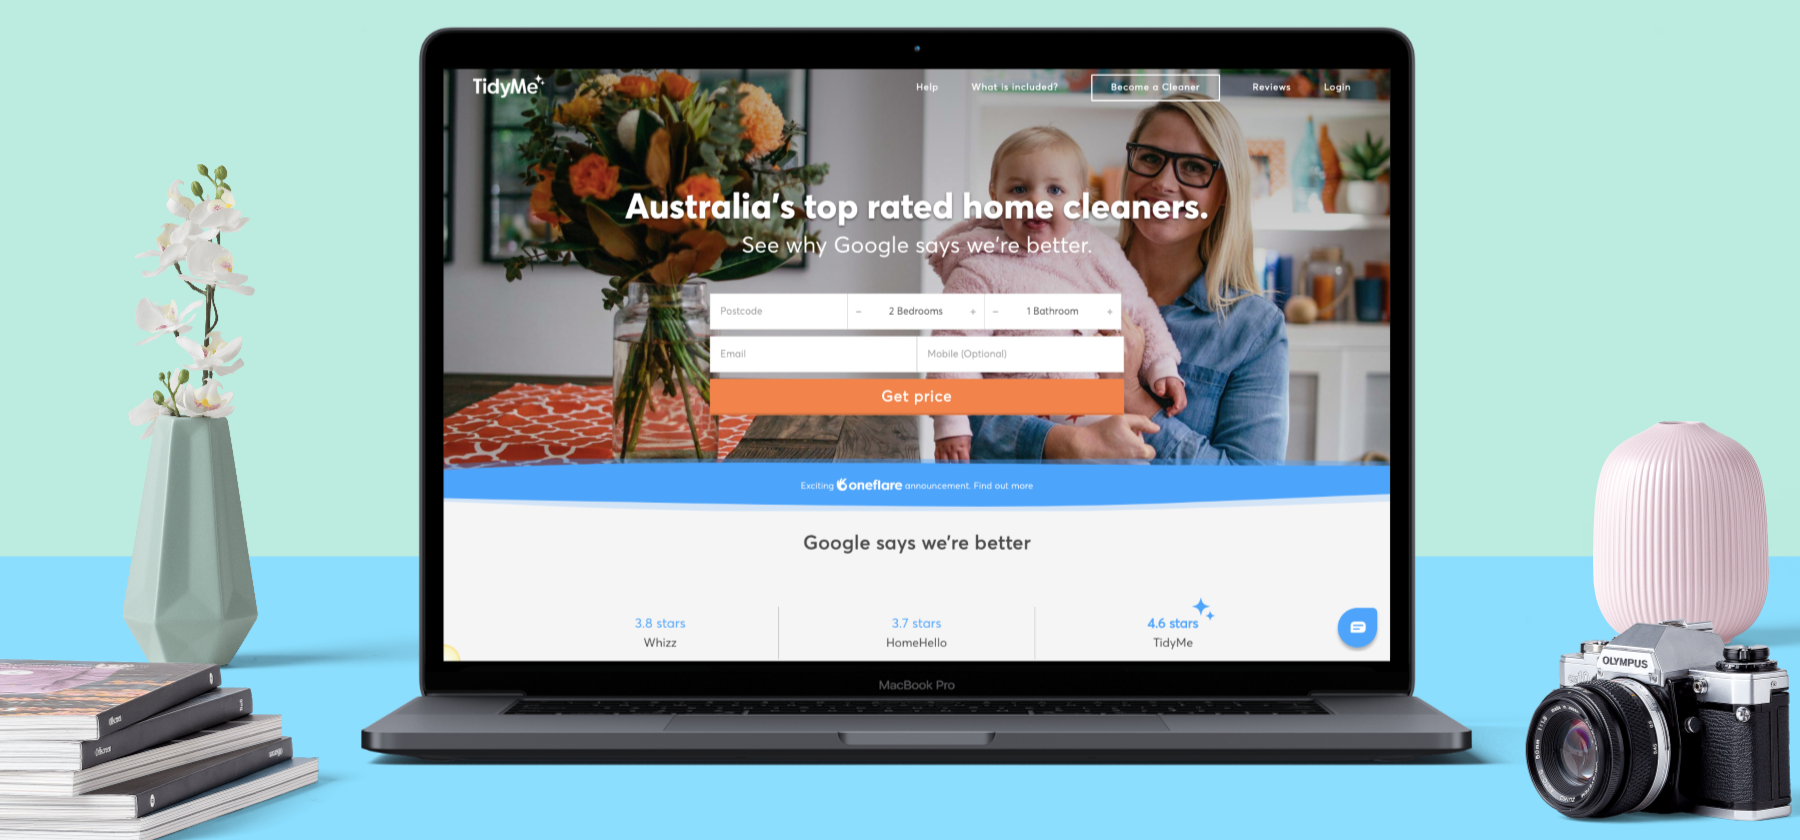 TidyMe
Help What is included? Become a Cleaner Reviews Login
Australia's top rated home cleaners.
See why Google says we're better.
Postcode − 2 Bedrooms + − 1 Bathroom +
Email Mobile (Optional)
Get price
Exciting oneflare announcement. Find out more
Google says we're better
3.8 stars 3.7 stars 4.6 stars
Whizz HomeHello TidyMe
MacBook Pro
OLYMPUS